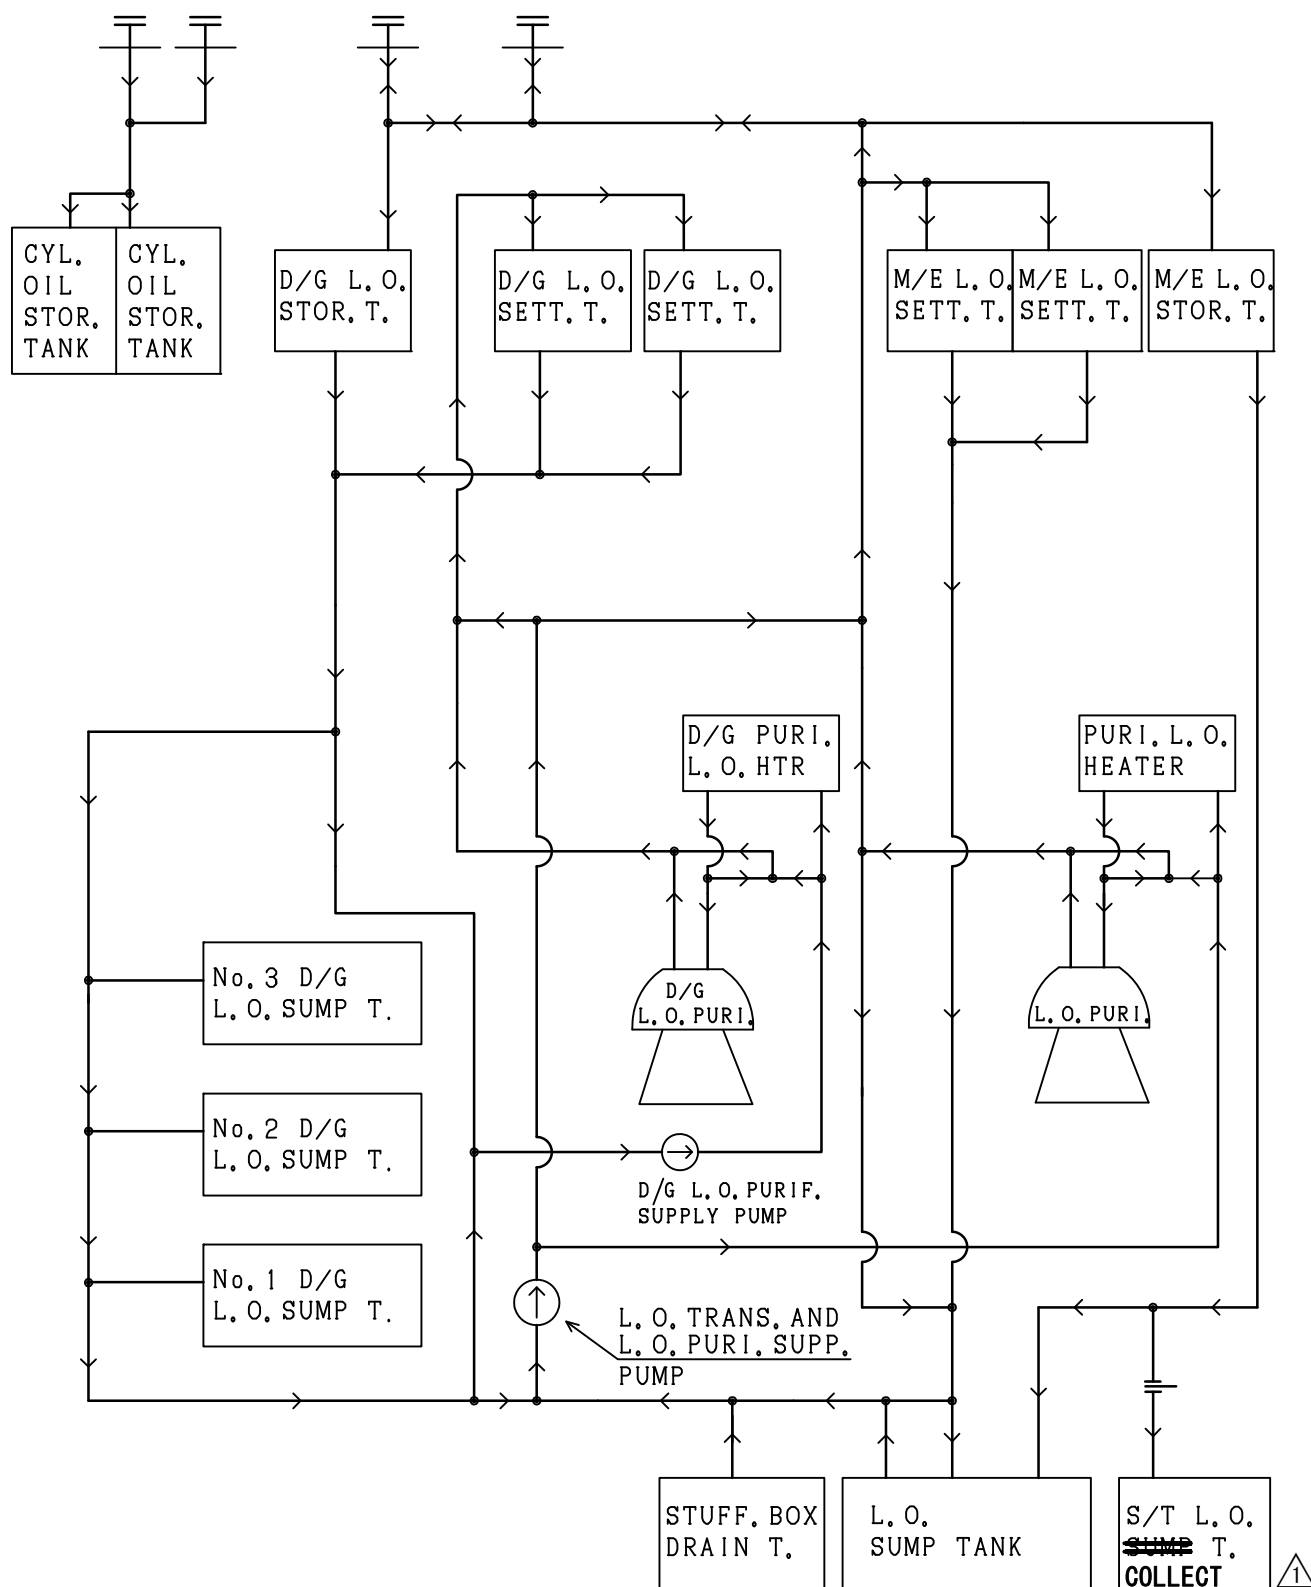 CYL.
OIL
STOR.
TANK
CYL.
OIL
STOR.
TANK
D/G L.O.
STOR.T.
D/G L.O.
SETT.T.
D/G L.O.
SETT.T.
M/E L.O.
SETT.T.
M/E L.O.
SETT.T.
M/E L.O.
STOR.T.
D/G PURI.
L.O.HTR
PURI.L.O.
HEATER
No.3 D/G
L.O.SUMP T.
D/G
L.O.PURI.
L.O.PURI.
No.2 D/G
L.O.SUMP T.
D/G L.O.PURIF.
SUPPLY PUMP
No.1 D/G
L.O.SUMP T.
L.O.TRANS.AND
L.O.PURI.SUPP.
PUMP
STUFF.BOX
DRAIN T.
L.O.
SUMP TANK
S/T L.O.
SUMP T.
COLLECT
1